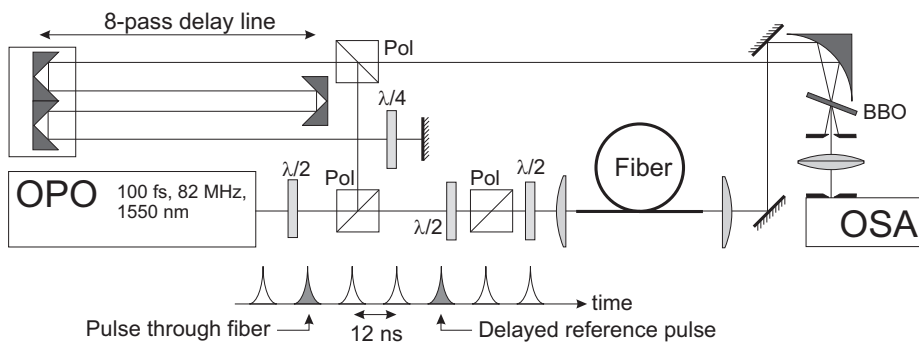 8-pass delay line
Pol
λ/4
BBO
λ/2
Pol
Pol
λ/2
Fiber
OPO 100 fs, 82 MHz,
1550 nm
λ/2
OSA
time
Pulse through fiber
12 ns
Delayed reference pulse